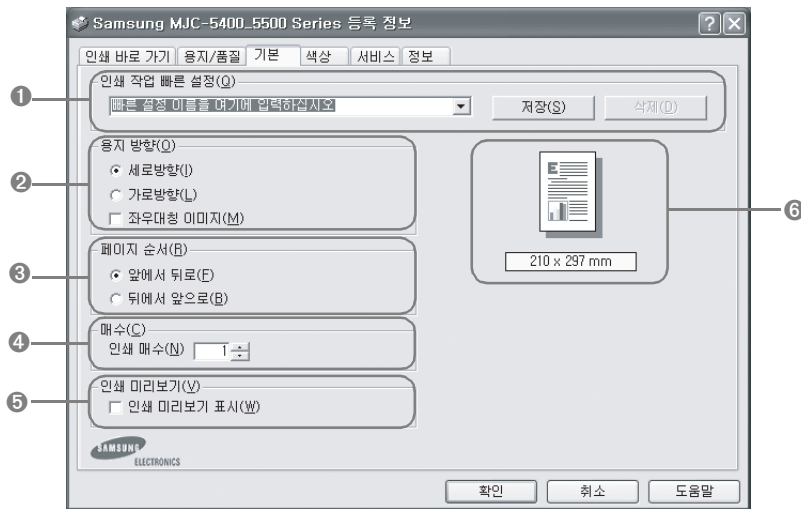 Samsung MJC-5400_5500 Series 등록 정보
인쇄 바로 가기 용지/품질 기본 색상 서비스 정보
❶
인쇄 작업 빠른 설정(Q)
빠른 설정 이름을 여기에 입력하십시오 저장(S) 삭제(D)
❷
용지 방향(O)
세로방향(I)
가로방향(L)
좌우대칭 이미지(M)
❸
페이지 순서(R)
앞에서 뒤로(F)
뒤에서 앞으로(B)
❹
매수(C)
인쇄 매수(N) 1
❺
인쇄 미리보기(V)
인쇄 미리보기 표시(W)
E
210 x 297 mm
❻
SAMSUNG
ELECTRONICS
확인 취소 도움말